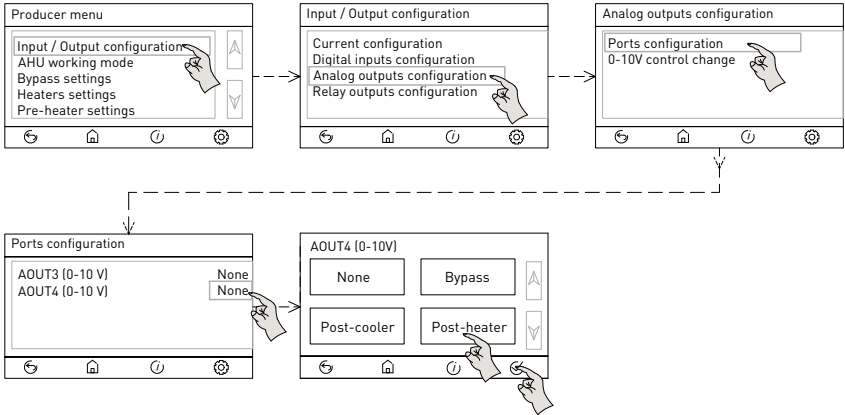 Producer menu
Input / Output configuration
AHU working mode
Bypass settings
Heaters settings
Pre-heater settings
Input / Output configuration
Current configuration
Digital inputs configuration
Analog outputs configuration
Relay outputs configuration
Analog outputs configuration
Ports configuration
0-10V control change
Ports configuration
AOUT3 (0-10 V) None
AOUT4 (0-10 V) None
AOUT4 (0-10V)
None Bypass
Post-cooler Post-heater